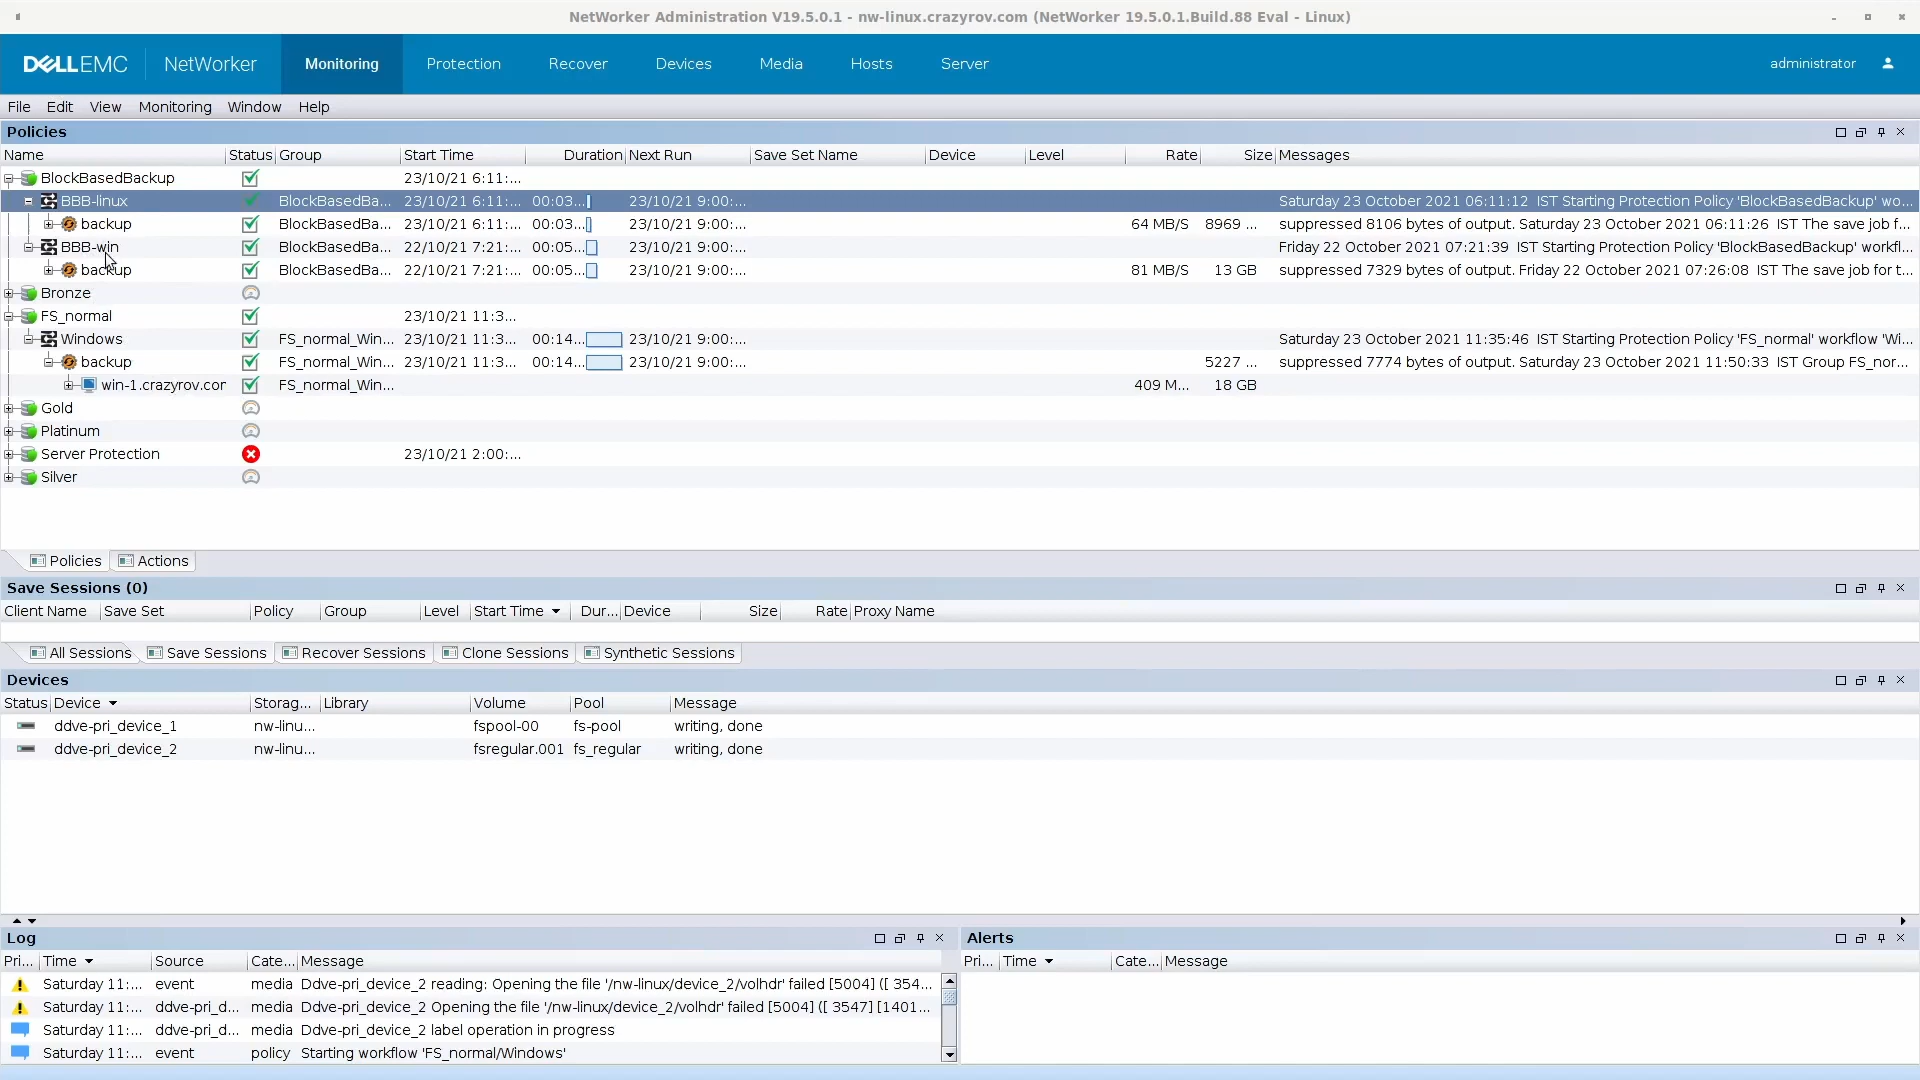 NetWorker Administration V19.5.0.1 - nw-linux.crazyrov.com (NetWorker 19.5.0.1.Build.88 Eval - Linux)
DELLEMC NetWorker Monitoring Protection Recover Devices Media Hosts Server administrator
File Edit View Monitoring Window Help
Policies
Name Status Group Start Time Duration Next Run Save Set Name Device Level Rate Size Messages
BlockBasedBackup 23/10/21 6:11:...
BBB-linux BlockBasedBa... 23/10/21 6:11:... 00:03... 23/10/21 9:00:... Saturday 23 October 2021 06:11:12 IST Starting Protection Policy 'BlockBasedBackup' wo...
backup BlockBasedBa... 23/10/21 6:11:... 00:03... 23/10/21 9:00:... 64 MB/S 8969 ... suppressed 8106 bytes of output. Saturday 23 October 2021 06:11:26 IST The save job f...
BBB-win BlockBasedBa... 22/10/21 7:21:... 00:05... 23/10/21 9:00:... Friday 22 October 2021 07:21:39 IST Starting Protection Policy 'BlockBasedBackup' workfl...
backup BlockBasedBa... 22/10/21 7:21:... 00:05... 23/10/21 9:00:... 81 MB/S 13 GB suppressed 7329 bytes of output. Friday 22 October 2021 07:26:08 IST The save job for t...
Bronze
FS_normal 23/10/21 11:3...
Windows FS_normal_Win... 23/10/21 11:3... 00:14... 23/10/21 9:00:... Saturday 23 October 2021 11:35:46 IST Starting Protection Policy 'FS_normal' workflow 'Wi...
backup FS_normal_Win... 23/10/21 11:3... 00:14... 23/10/21 9:00:... 5227 ... suppressed 7774 bytes of output. Saturday 23 October 2021 11:50:33 IST Group FS_nor...
win-1.crazyrov.cor FS_normal_Win... 409 M... 18 GB
Gold
Platinum
Server Protection 23/10/21 2:00:...
Silver
Policies Actions
Save Sessions (0)
Client Name Save Set Policy Group Level Start Time Dur... Device Size Rate Proxy Name
All Sessions Save Sessions Recover Sessions Clone Sessions Synthetic Sessions
Devices
Status Device Storag... Library Volume Pool Message
ddve-pri_device_1 nw-linu... fspool-00 fs-pool writing, done
ddve-pri_device_2 nw-linu... fsregular.001 fs_regular writing, done
Log
Pri... Time Source Cate... Message
Saturday 11:... event media Ddve-pri_device_2 reading: Opening the file '/nw-linux/device_2/volhdr' failed [5004] ([ 354...
Saturday 11:... ddve-pri_d... media Ddve-pri_device_2 Opening the file '/nw-linux/device_2/volhdr' failed [5004] ([ 3547] [1401...
Saturday 11:... ddve-pri_d... media Ddve-pri_device_2 label operation in progress
Saturday 11:... event policy Starting workflow 'FS_normal/Windows'
Alerts
Pri... Time Cate... Message